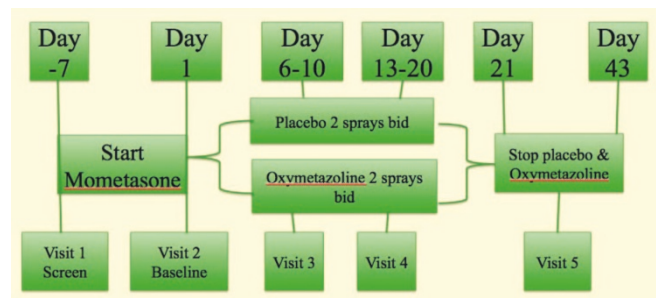 Day
-7
Day
1
Day
6-10
Day
13-20
Day
21
Day
43
Placebo 2 sprays bid
Start
Mometasone
Oxymetazoline 2 sprays
bid
Stop placebo &
Oxymetazoline
Visit 1
Screen
Visit 2
Baseline
Visit 3
Visit 4
Visit 5